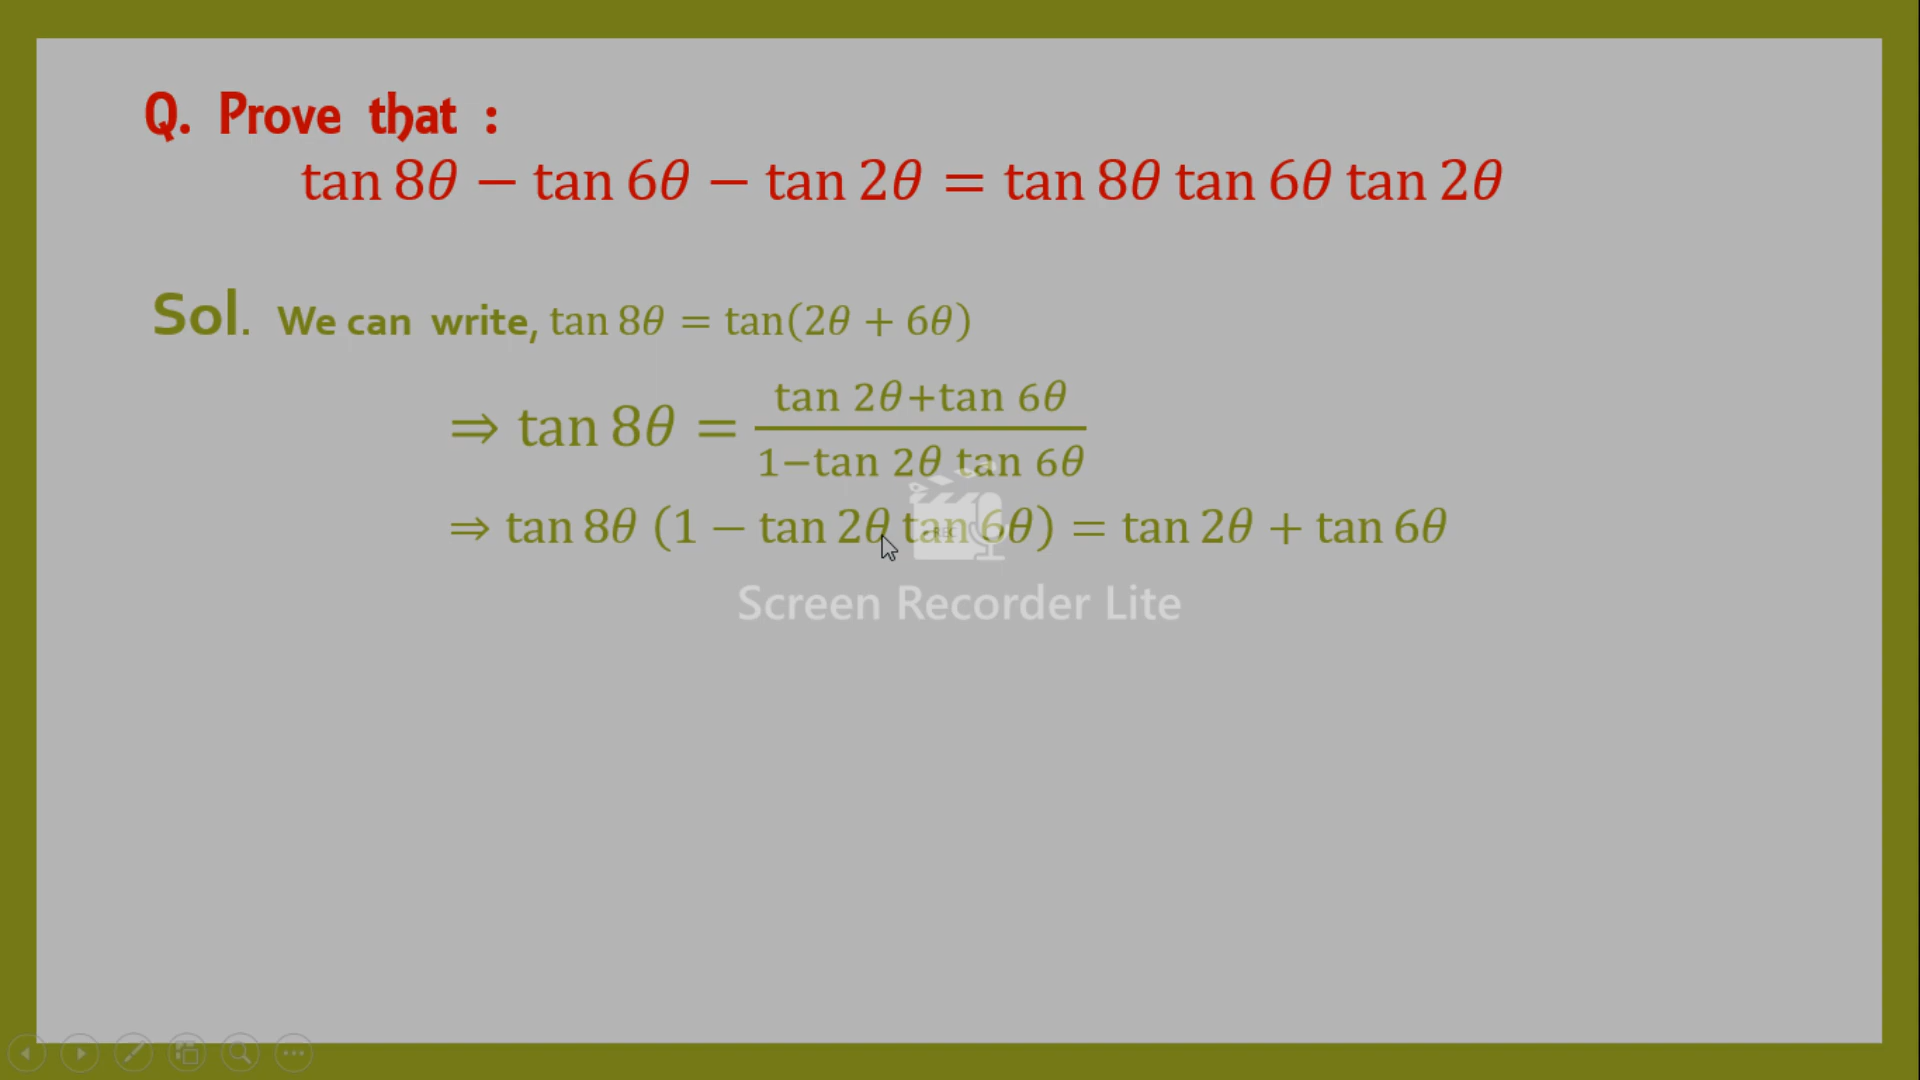 Q. Prove that :
tan 8θ − tan 6θ − tan 2θ = tan 8θ tan 6θ tan 2θ
Sol. We can write, tan 8θ = tan(2θ + 6θ)
⇒ tan 8θ = (tan 2θ+tan 6θ)/(1−tan 2θ tan 6θ)
⇒ tan 8θ (1 − tan 2θ tan 6θ) = tan 2θ + tan 6θ
REC
Screen Recorder Lite